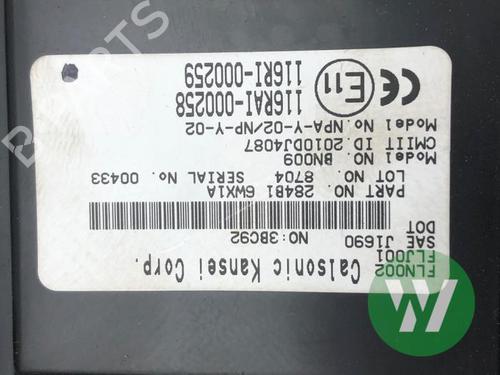 FLN002
FLJ001
Calsonic Kansei Corp.
SAE J1690
DOT
NO:3BC92
PART NO. 284B1 6WX1A
LOT NO. 8704 SERIAL No. 00433
Model No. BN009
CMIIT ID.2010DJ4087
Model No.NPA-Y-02/NP-Y-02
116RAI-000258
116RI-000259
E11
CE
PARTS
W